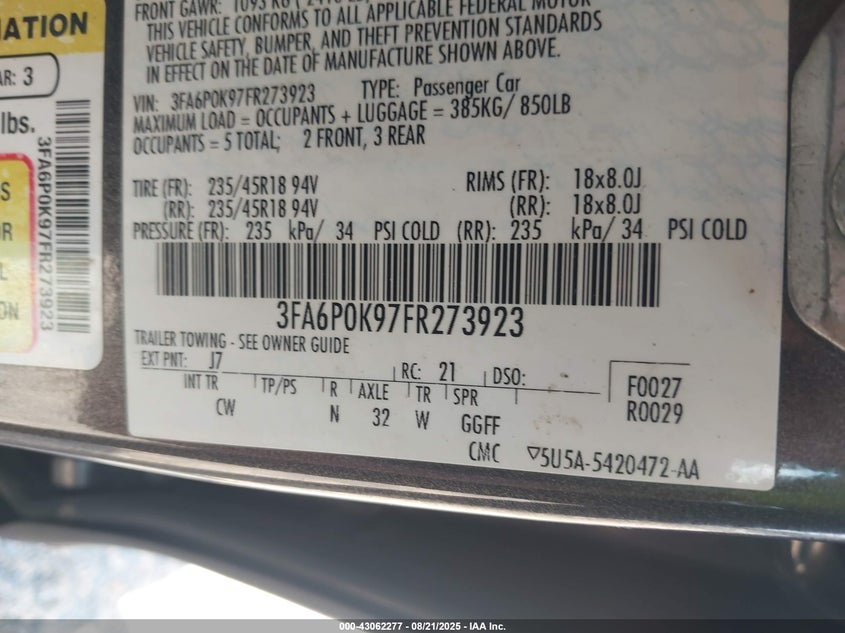 FRONT GAWR: 1095 KG
THIS VEHICLE CONFORMS TO ALL APPLICABLE FEDERAL MOTOR
VEHICLE SAFETY, BUMPER, AND THEFT PREVENTION STANDARDS
IN EFFECT ON THE DATE OF MANUFACTURE SHOWN ABOVE.
VIN: 3FA6P0K97FR273923 TYPE: Passenger Car
MAXIMUM LOAD = OCCUPANTS + LUGGAGE = 385KG/ 850LB
OCCUPANTS = 5 TOTAL; 2 FRONT, 3 REAR
TIRE (FR): 235/45R18 94V RIMS (FR): 18x8.0J
(RR): 235/45R18 94V (RR): 18x8.0J
PRESSURE (FR): 235 kPa/ 34 PSI COLD (RR): 235 kPa/ 34 PSI COLD
3FA6P0K97FR273923
TRAILER TOWING - SEE OWNER GUIDE
EXT PNT: J7 RC: 21 DSO:
INT TR TP/PS R AXLE TR SPR
CW N 32 W GGFF
F0027
R0029
CMC ▽5U5A-5420472-AA
AR: 3
lbs.
3FA6P0K97FR273923
000-43062277 - 08/21/2025 - IAA Inc.